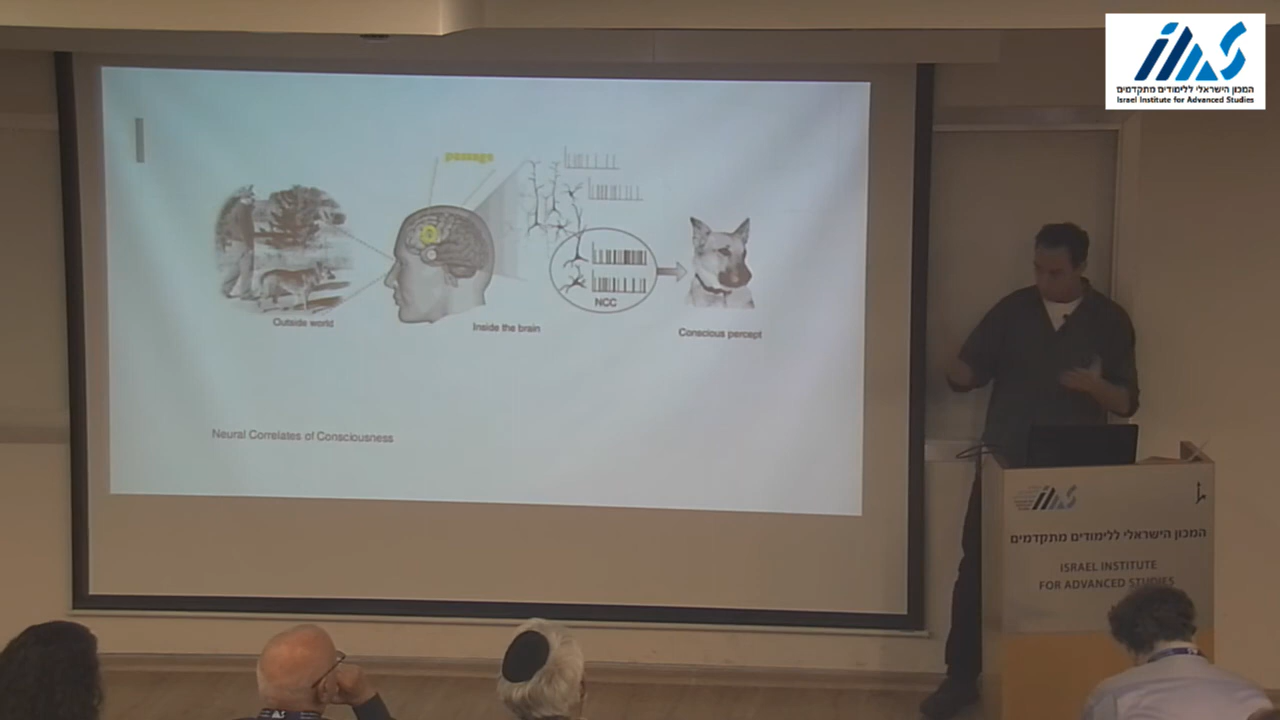 המכון הישראלי ללימודים מתקדמים
Israel Institute for Advanced Studies
passage
Outside world
Inside the brain
NCC
Conscious percept
Neural Correlates of Consciousness
המכון הישראלי ללימודים מתקדמים
ISRAEL INSTITUTE
FOR ADVANCED STUDIES